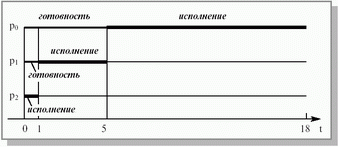 готовность исполнение
p0
исполнение
p1
готовность
p2
исполнение
0 1 5 18 t